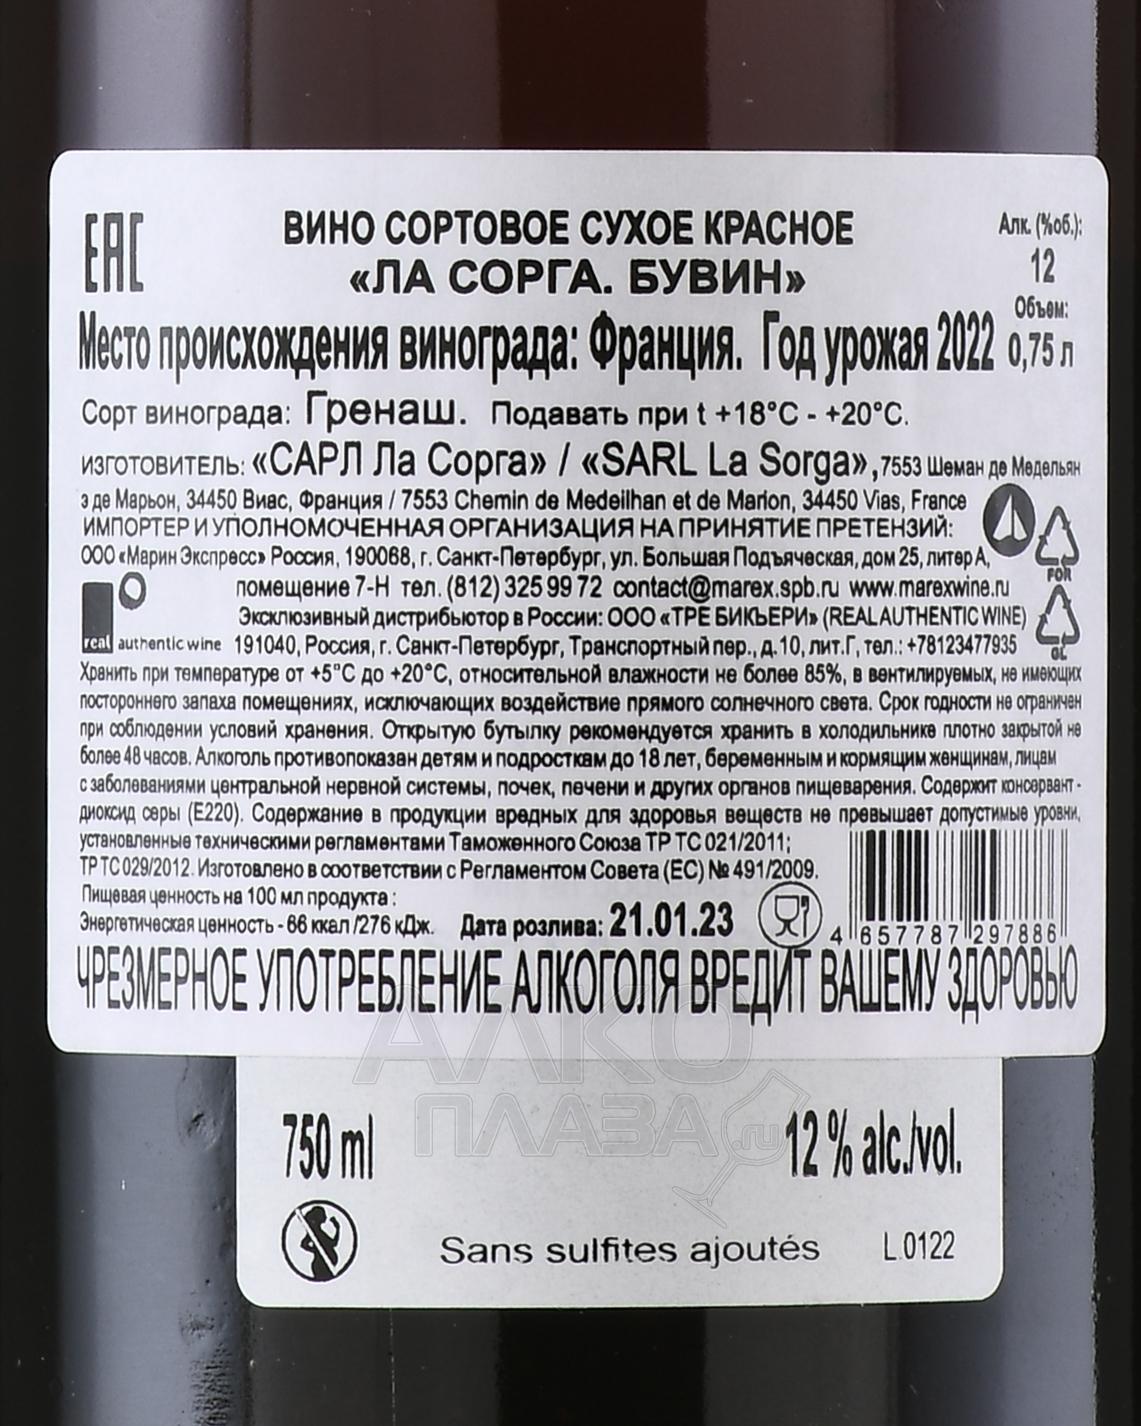 ЕАС
ВИНО СОРТОВОЕ СУХОЕ КРАСНОЕ
«ЛА СОРГА. БУВИН»
Алк. (%об.):
12
Объем:
0,75 л
Место происхождения винограда: Франция. Год урожая 2022
Сорт винограда: Гренаш. Подавать при t +18°C - +20°C.
ИЗГОТОВИТЕЛЬ: «САРЛ Ла Сорга» / «SARL La Sorga», 7553 Шеман де Медельян
э де Марьон, 34450 Виас, Франция / 7553 Chemin de Medeilhan et de Marion, 34450 Vias, France
ИМПОРТЕР И УПОЛНОМОЧЕННАЯ ОРГАНИЗАЦИЯ НА ПРИНЯТИЕ ПРЕТЕНЗИЙ:
ООО «Марин Экспресс» Россия, 190068, г. Санкт-Петербург, ул. Большая Подъяческая, дом 25, литер А,
помещение 7-Н тел. (812) 325 99 72 contact@marex.spb.ru www.marexwine.ru
FOR
Эксклюзивный дистрибьютор в России: ООО «ТРЕ БИКЬЕРИ» (REAL AUTHENTIC WINE)
real authentic wine 191040, Россия, г. Санкт-Петербург, Транспортный пер., д.10, лит.Г, тел.: +78123477935
GL
Хранить при температуре от +5°C до +20°C, относительной влажности не более 85%, в вентилируемых, не имеющих
постороннего запаха помещениях, исключающих воздействие прямого солнечного света. Срок годности не ограничен
при соблюдении условий хранения. Открытую бутылку рекомендуется хранить в холодильнике плотно закрытой не
более 48 часов. Алкоголь противопоказан детям и подросткам до 18 лет, беременным и кормящим женщинам, лицам
с заболеваниями центральной нервной системы, почек, печени и других органов пищеварения. Содержит консервант -
диоксид серы (Е220). Содержание в продукции вредных для здоровья веществ не превышает допустимые уровни,
установленные техническими регламентами Таможенного Союза ТР ТС 021/2011;
ТР ТС 029/2012. Изготовлено в соответствии с Регламентом Совета (ЕС) № 491/2009.
Пищевая ценность на 100 мл продукта :
Энергетическая ценность - 66 ккал /276 кДж. Дата розлива: 21.01.23
4 657787 297886
ЧРЕЗМЕРНОЕ УПОТРЕБЛЕНИЕ АЛКОГОЛЯ ВРЕДИТ ВАШЕМУ ЗДОРОВЬЮ
АЛКО
ПЛАЗА.ru
750 ml
12 % alc./vol.
Sans sulfites ajoutés
L.0122